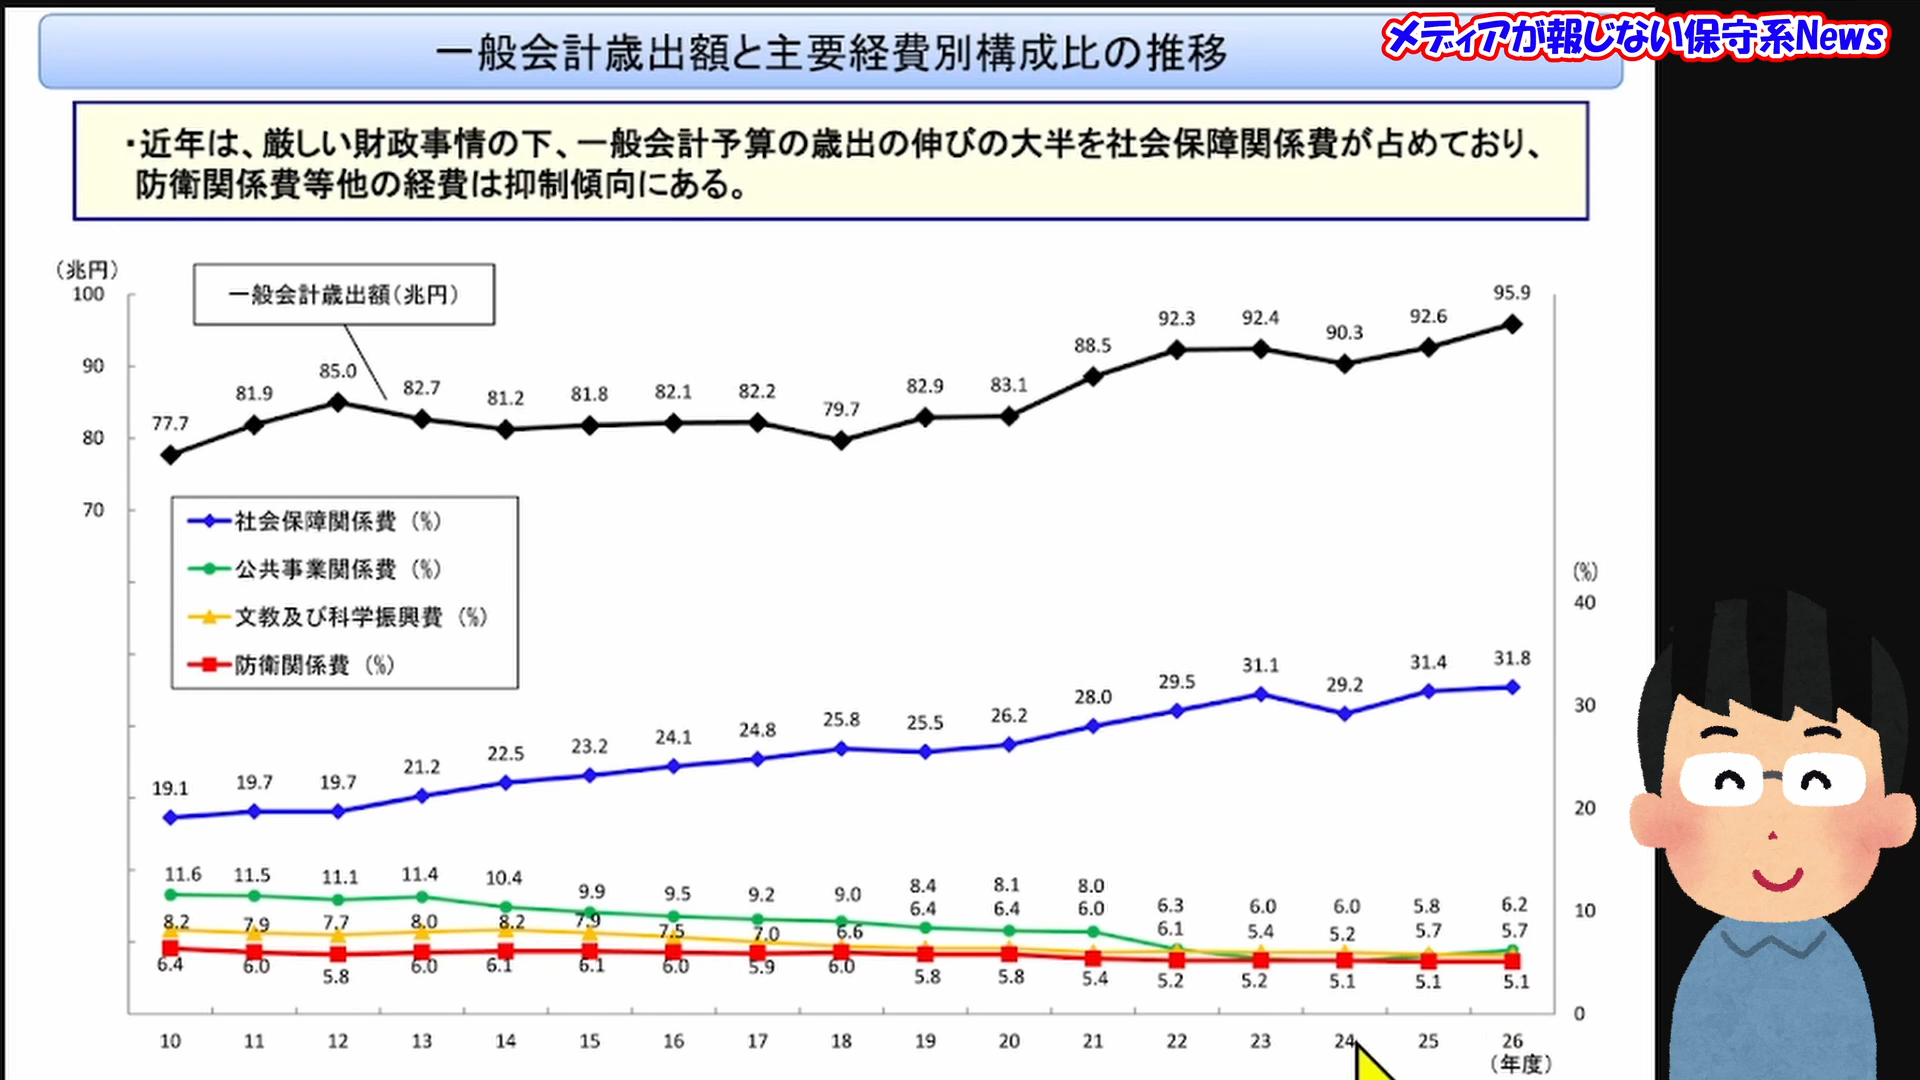 一般会計歳出額と主要経費別構成比の推移
メディアが報じない保守系News
・近年は、厳しい財政事情の下、一般会計予算の歳出の伸びの大半を社会保障関係費が占めており、
防衛関係費等他の経費は抑制傾向にある。
(兆円)
100
90
80
70
一般会計歳出額(兆円)
77.7 81.9 85.0 82.7 81.2 81.8 82.1 82.2 79.7 82.9 83.1 88.5 92.3 92.4 90.3 92.6 95.9
社会保障関係費 (%)
公共事業関係費 (%)
文教及び科学振興費 (%)
防衛関係費 (%)
(%)
40
30
20
10
0
19.1 19.7 19.7 21.2 22.5 23.2 24.1 24.8 25.8 25.5 26.2 28.0 29.5 31.1 29.2 31.4 31.8
11.6 11.5 11.1 11.4 10.4 9.9 9.5 9.2 9.0 8.4 8.1 8.0 6.3 6.0 6.0 5.8 6.2
8.2 7.9 7.7 8.0 8.2 7.9 7.5 7.0 6.6 6.4 6.4 6.0 6.1 5.4 5.2 5.7 5.7
6.4 6.0 5.8 6.0 6.1 6.1 6.0 5.9 6.0 5.8 5.8 5.4 5.2 5.2 5.1 5.1 5.1
10 11 12 13 14 15 16 17 18 19 20 21 22 23 24 25 26
(年度)